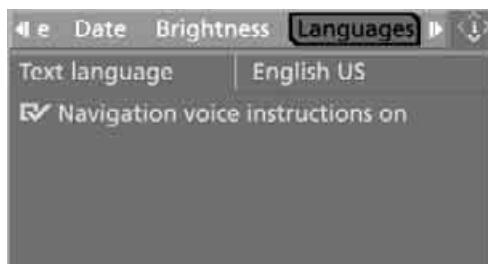 e Date Brightness Languages
Text language English US
Navigation voice instructions on